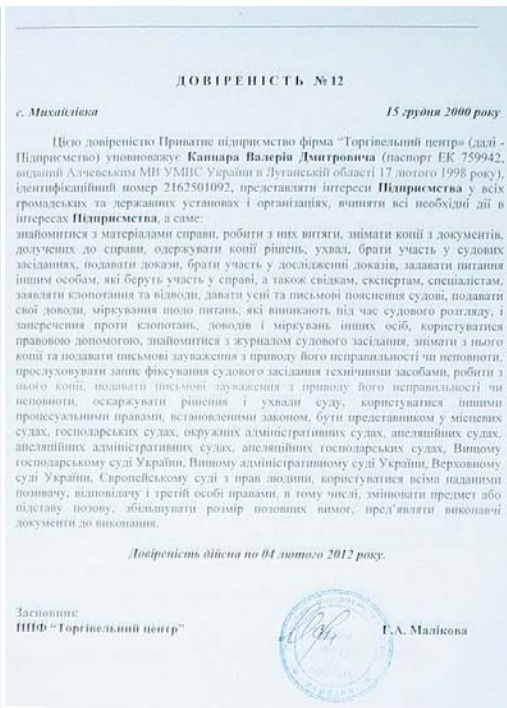 ДОВІРЕНІСТЬ №12
с. Михайлівка 15 грудня 2000 року
Цією довіреністю Приватне підприємство фірма "Торгівельний центр" (далі -
Підприємство) уповноважує Каппара Валерія Дмитровича (паспорт ЕК 759942,
виданий Алчевським МВ УМВС України в Луганській області 17 лютого 1998 року),
ідентифікаційний номер 2162501092, представляти інтереси Підприємства у всіх
громадських та державних установах і організаціях, вчиняти всі необхідні дії в
інтересах Підприємства, а саме:
знайомитися з матеріалами справи, робити з них витяги, знімати копії з документів,
долучених до справи, одержувати копії рішень, ухвал, брати участь у судових
засіданнях, подавати докази, брати участь у дослідженні доказів, задавати питання
іншим особам, які беруть участь у справі, а також свідкам, експертам, спеціалістам,
заявляти клопотання та відводи, давати усні та письмові пояснення судові, подавати
свої доводи, міркування щодо питань, які виникають під час судового розгляду, і
заперечення проти клопотань, доводів і міркувань інших осіб, користуватися
правовою допомогою, знайомитися з журналом судового засідання, знімати з нього
копії та подавати письмові зауваження з приводу його неправильності чи неповноти,
прослуховувати запис фіксування судового засідання технічними засобами, робити з
нього копії, подавати письмові зауваження з приводу його неправильності чи
неповноти, оскаржувати рішення і ухвали суду, користуватися іншими
процесуальними правами, встановленими законом, бути представником у місцевих
судах, господарських судах, окружних адміністративних судах, апеляційних судах,
апеляційних адміністративних судах, апеляційних господарських судах, Вищому
господарському суді України, Вищому адміністративному суді України, Верховному
суді України, Європейському суді з прав людини, користуватися всіма наданими
позивачу, відповідачу і третій особі правами, в тому числі, змінювати предмет або
підставу позову, збільшувати розмір позовних вимог, пред'являти виконавчі
документи до виконання.
Довіреність дійсна по 04 лютого 2012 року.
Засновник
ППФ "Торгівельний центр" Г.А. Малікова